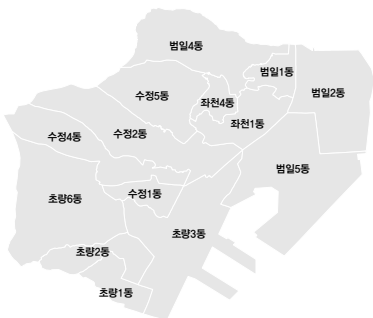 범일4동
범일1동
범일2동
수정5동
좌천4동
좌천1동
수정4동
수정2동
범일5동
초량6동
수정1동
초량3동
초량2동
초량1동